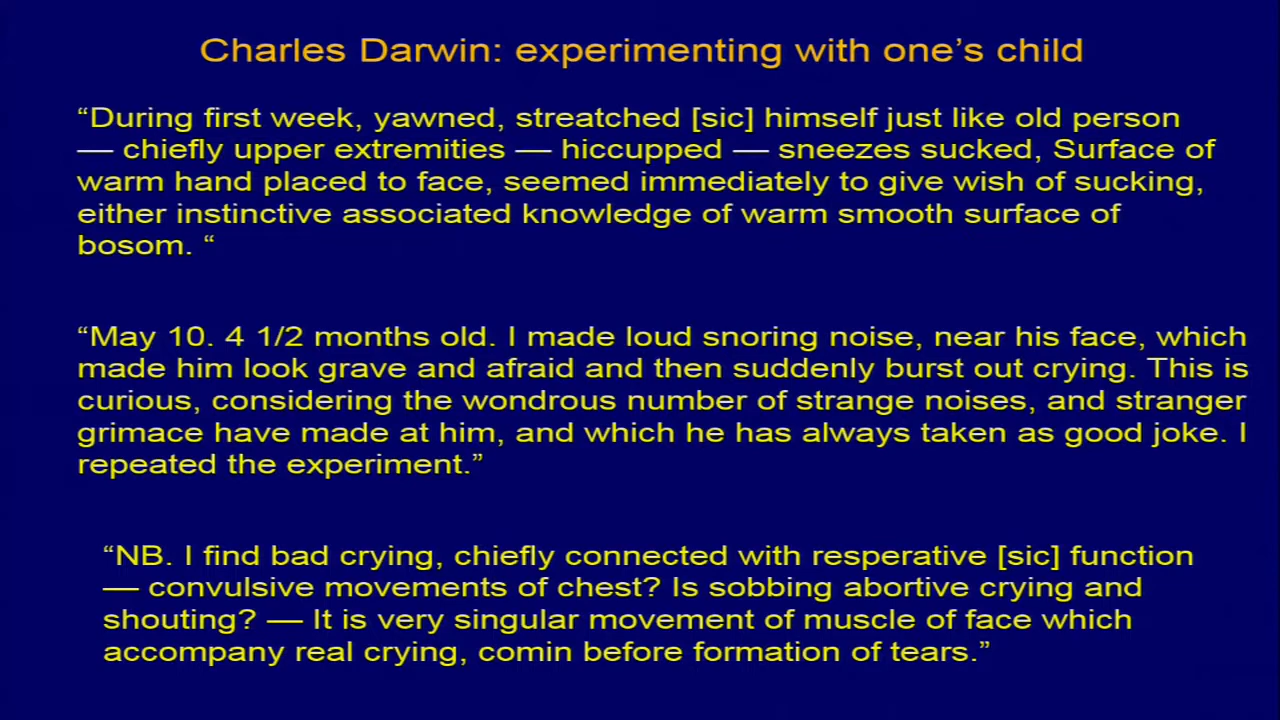 Charles Darwin: experimenting with one’s child
“During first week, yawned, streatched [sic] himself just like old person
— chiefly upper extremities — hiccupped — sneezes sucked, Surface of
warm hand placed to face, seemed immediately to give wish of sucking,
either instinctive associated knowledge of warm smooth surface of
bosom. “
“May 10. 4 1/2 months old. I made loud snoring noise, near his face, which
made him look grave and afraid and then suddenly burst out crying. This is
curious, considering the wondrous number of strange noises, and stranger
grimace have made at him, and which he has always taken as good joke. I
repeated the experiment.”
“NB. I find bad crying, chiefly connected with resperative [sic] function
— convulsive movements of chest? Is sobbing abortive crying and
shouting? — It is very singular movement of muscle of face which
accompany real crying, comin before formation of tears.”